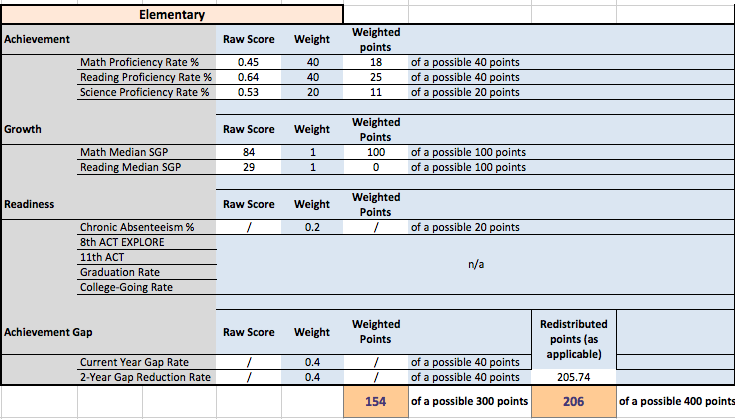 Elementary
Achievement Raw Score Weight Weighted points
Math Proficiency Rate % 0.45 40 18 of a possible 40 points
Reading Proficiency Rate % 0.64 40 25 of a possible 40 points
Science Proficiency Rate % 0.53 20 11 of a possible 20 points
Growth Raw Score Weight Weighted Points
Math Median SGP 84 1 100 of a possible 100 points
Reading Median SGP 29 1 0 of a possible 100 points
Readiness Raw Score Weight Weighted Points
Chronic Absenteeism % / 0.2 / of a possible 20 points
8th ACT EXPLORE
11th ACT
n/a
Graduation Rate
College-Going Rate
Achievement Gap Raw Score Weight Weighted Points Redistributed points (as applicable)
Current Year Gap Rate / 0.4 / of a possible 40 points
2-Year Gap Reduction Rate / 0.4 / of a possible 40 points 205.74
154 of a possible 300 points 206 of a possible 400 points